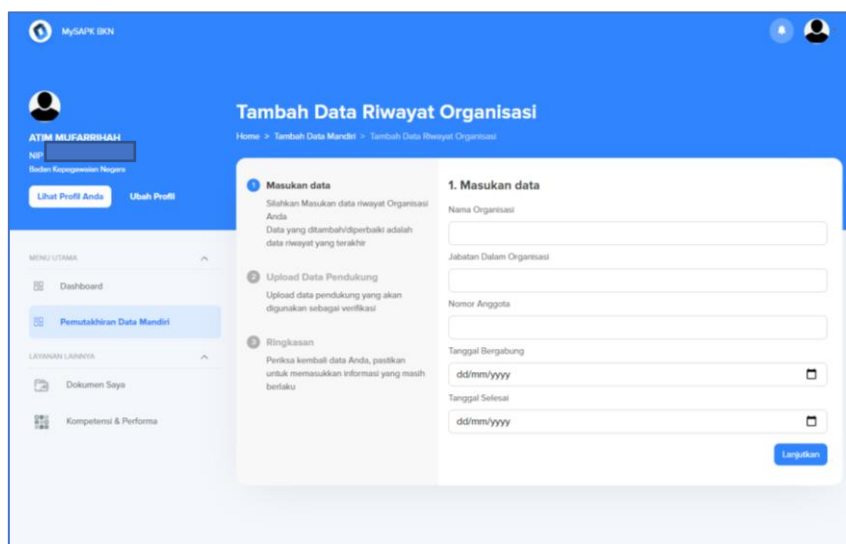 MySAPK BKN
ATIM MUFARRIHAH
NIP
Badan Kepegawaian Negara
Lihat Profil Anda
Ubah Profil
MENU UTAMA
Dashboard
Pemutakhiran Data Mandiri
LAYANAN LAINNYA
Dokumen Saya
Kompetensi & Performa
Tambah Data Riwayat Organisasi
Home > Tambah Data Mandiri > Tambah Data Riwayat Organisasi
1 Masukan data
Silahkan Masukan data riwayat Organisasi
Anda
Data yang ditambah/diperbaiki adalah
data riwayat yang terakhir
2 Upload Data Pendukung
Upload data pendukung yang akan
digunakan sebagai verifikasi
3 Ringkasan
Periksa kembali data Anda, pastikan
untuk memasukkan informasi yang masih
berlaku
1. Masukan data
Nama Organisasi
Jabatan Dalam Organisasi
Nomor Anggota
Tanggal Bergabung
dd/mm/yyyy
Tanggal Selesai
dd/mm/yyyy
Lanjutkan